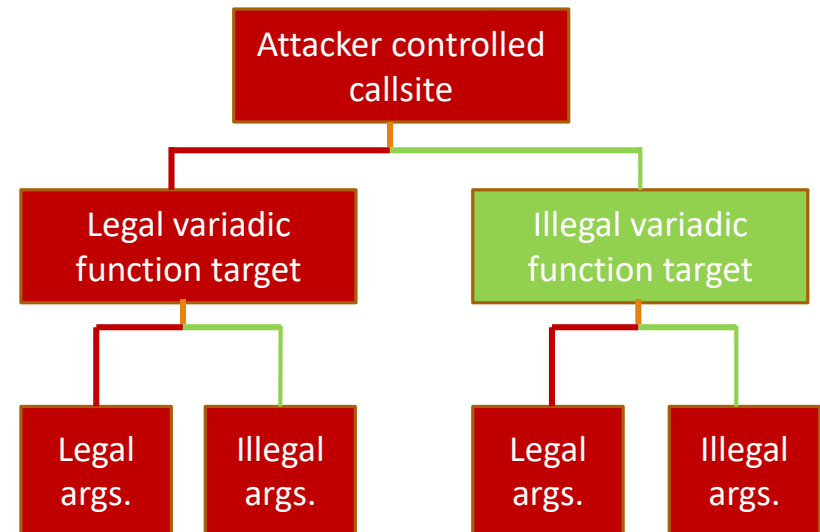 Attacker controlled
callsite
Legal variadic
function target
Illegal variadic
function target
Legal
args.
Illegal
args.
Legal
args.
Illegal
args.